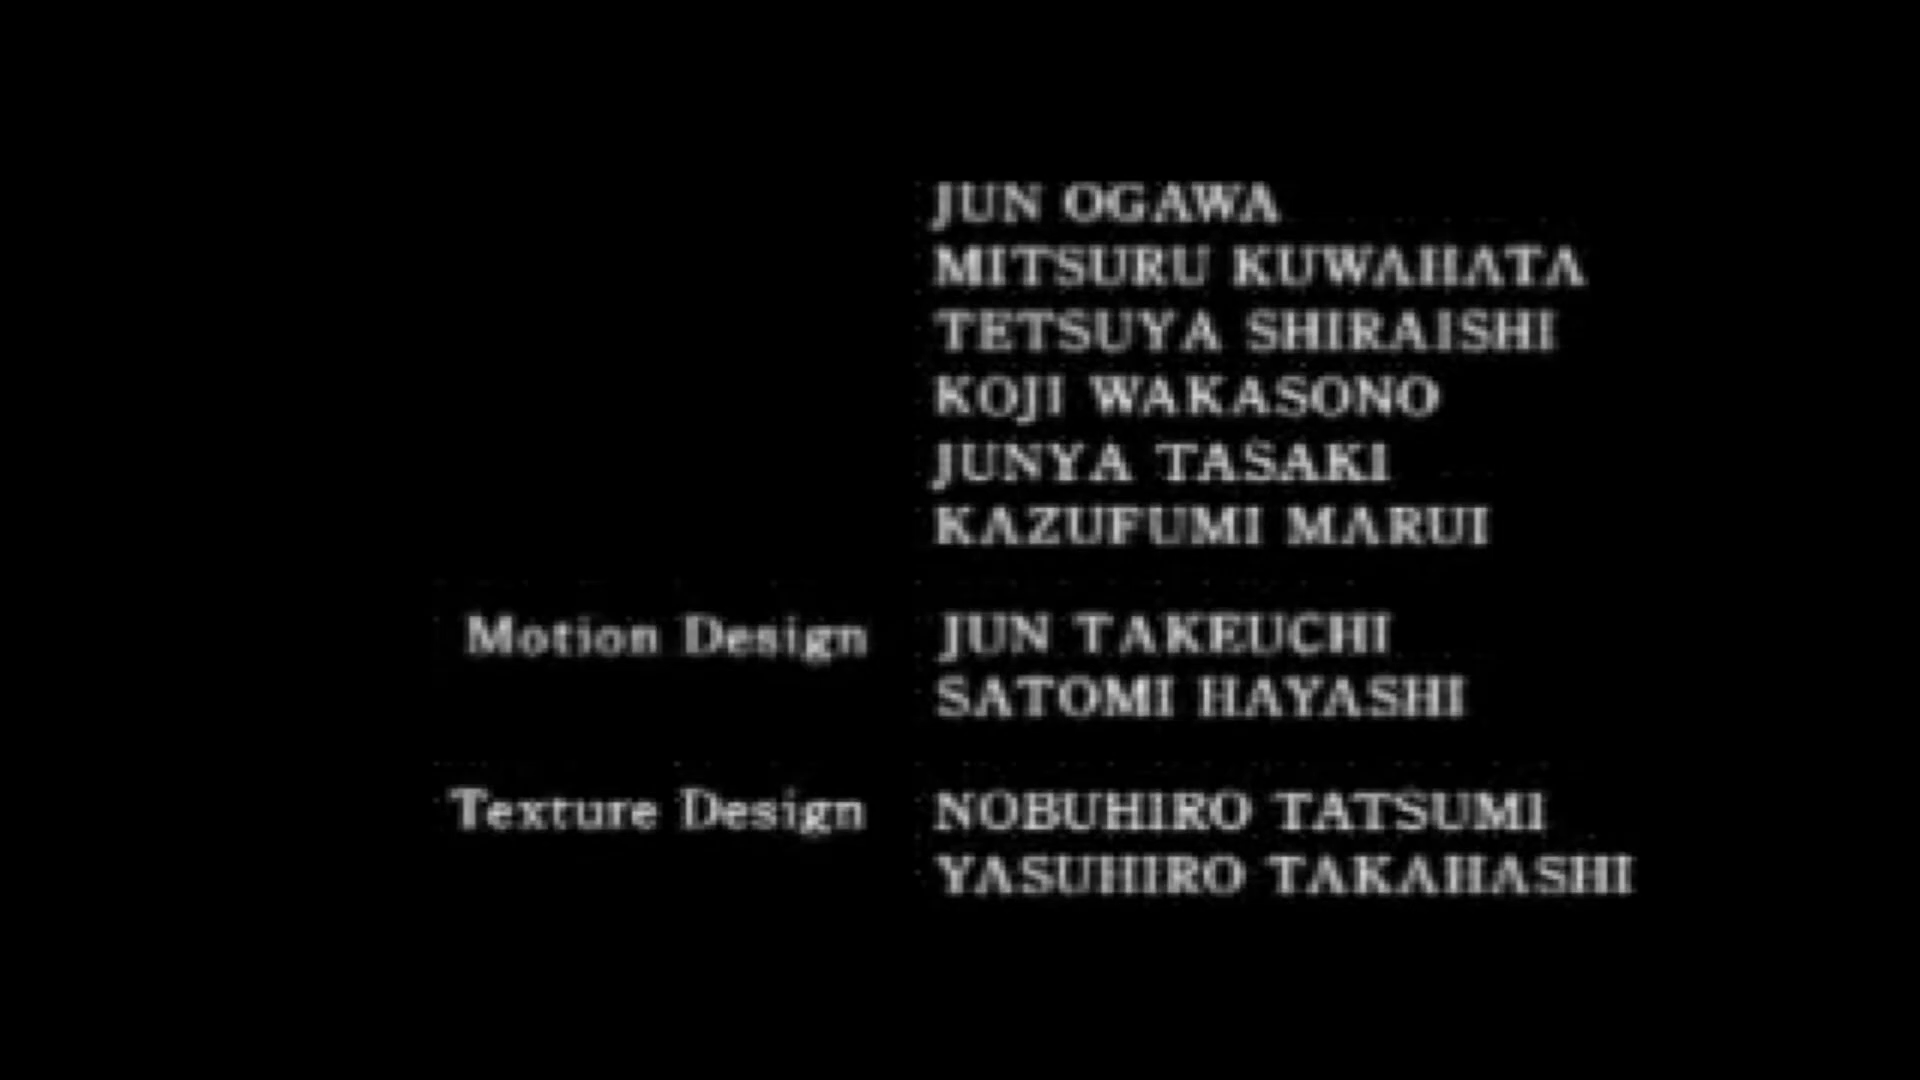 JUN OGAWA
MITSURU KUWAHATA
TETSUYA SHIRAISHI
KOJI WAKASONO
JUNYA TASAKI
KAZUFUMI MARUI
Motion Design JUN TAKEUCHI
SATOMI HAYASHI
Texture Design NOBUHIRO TATSUMI
YASUHIRO TAKAHASHI